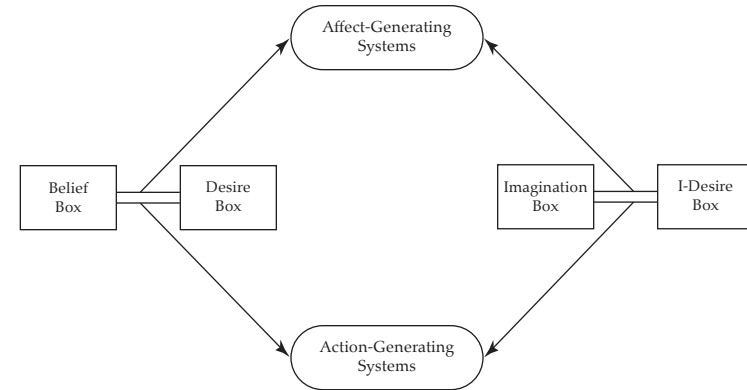 Affect-Generating
Systems
Belief
Box
Desire
Box
Imagination
Box
I-Desire
Box
Action-Generating
Systems